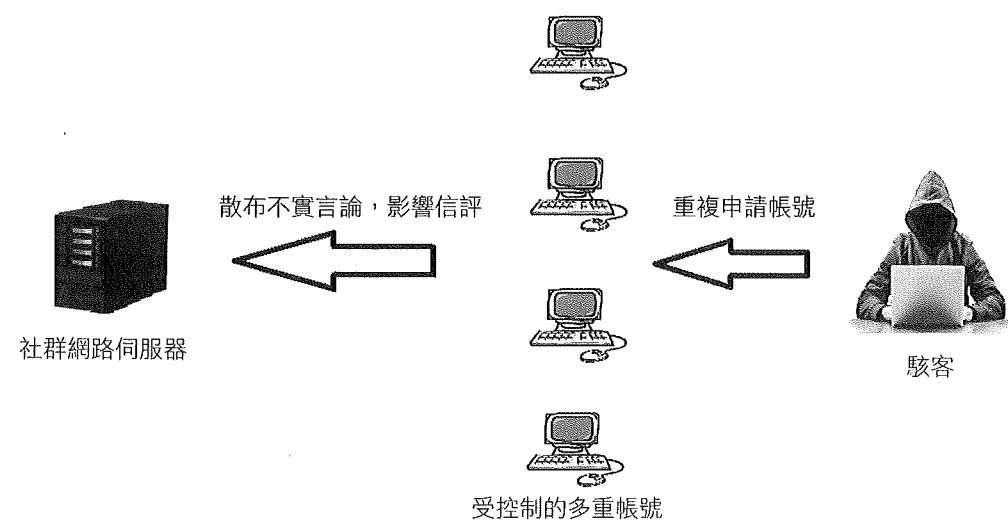 散布不實言論，影響信評
重複申請帳號
社群網路伺服器
駭客
受控制的多重帳號